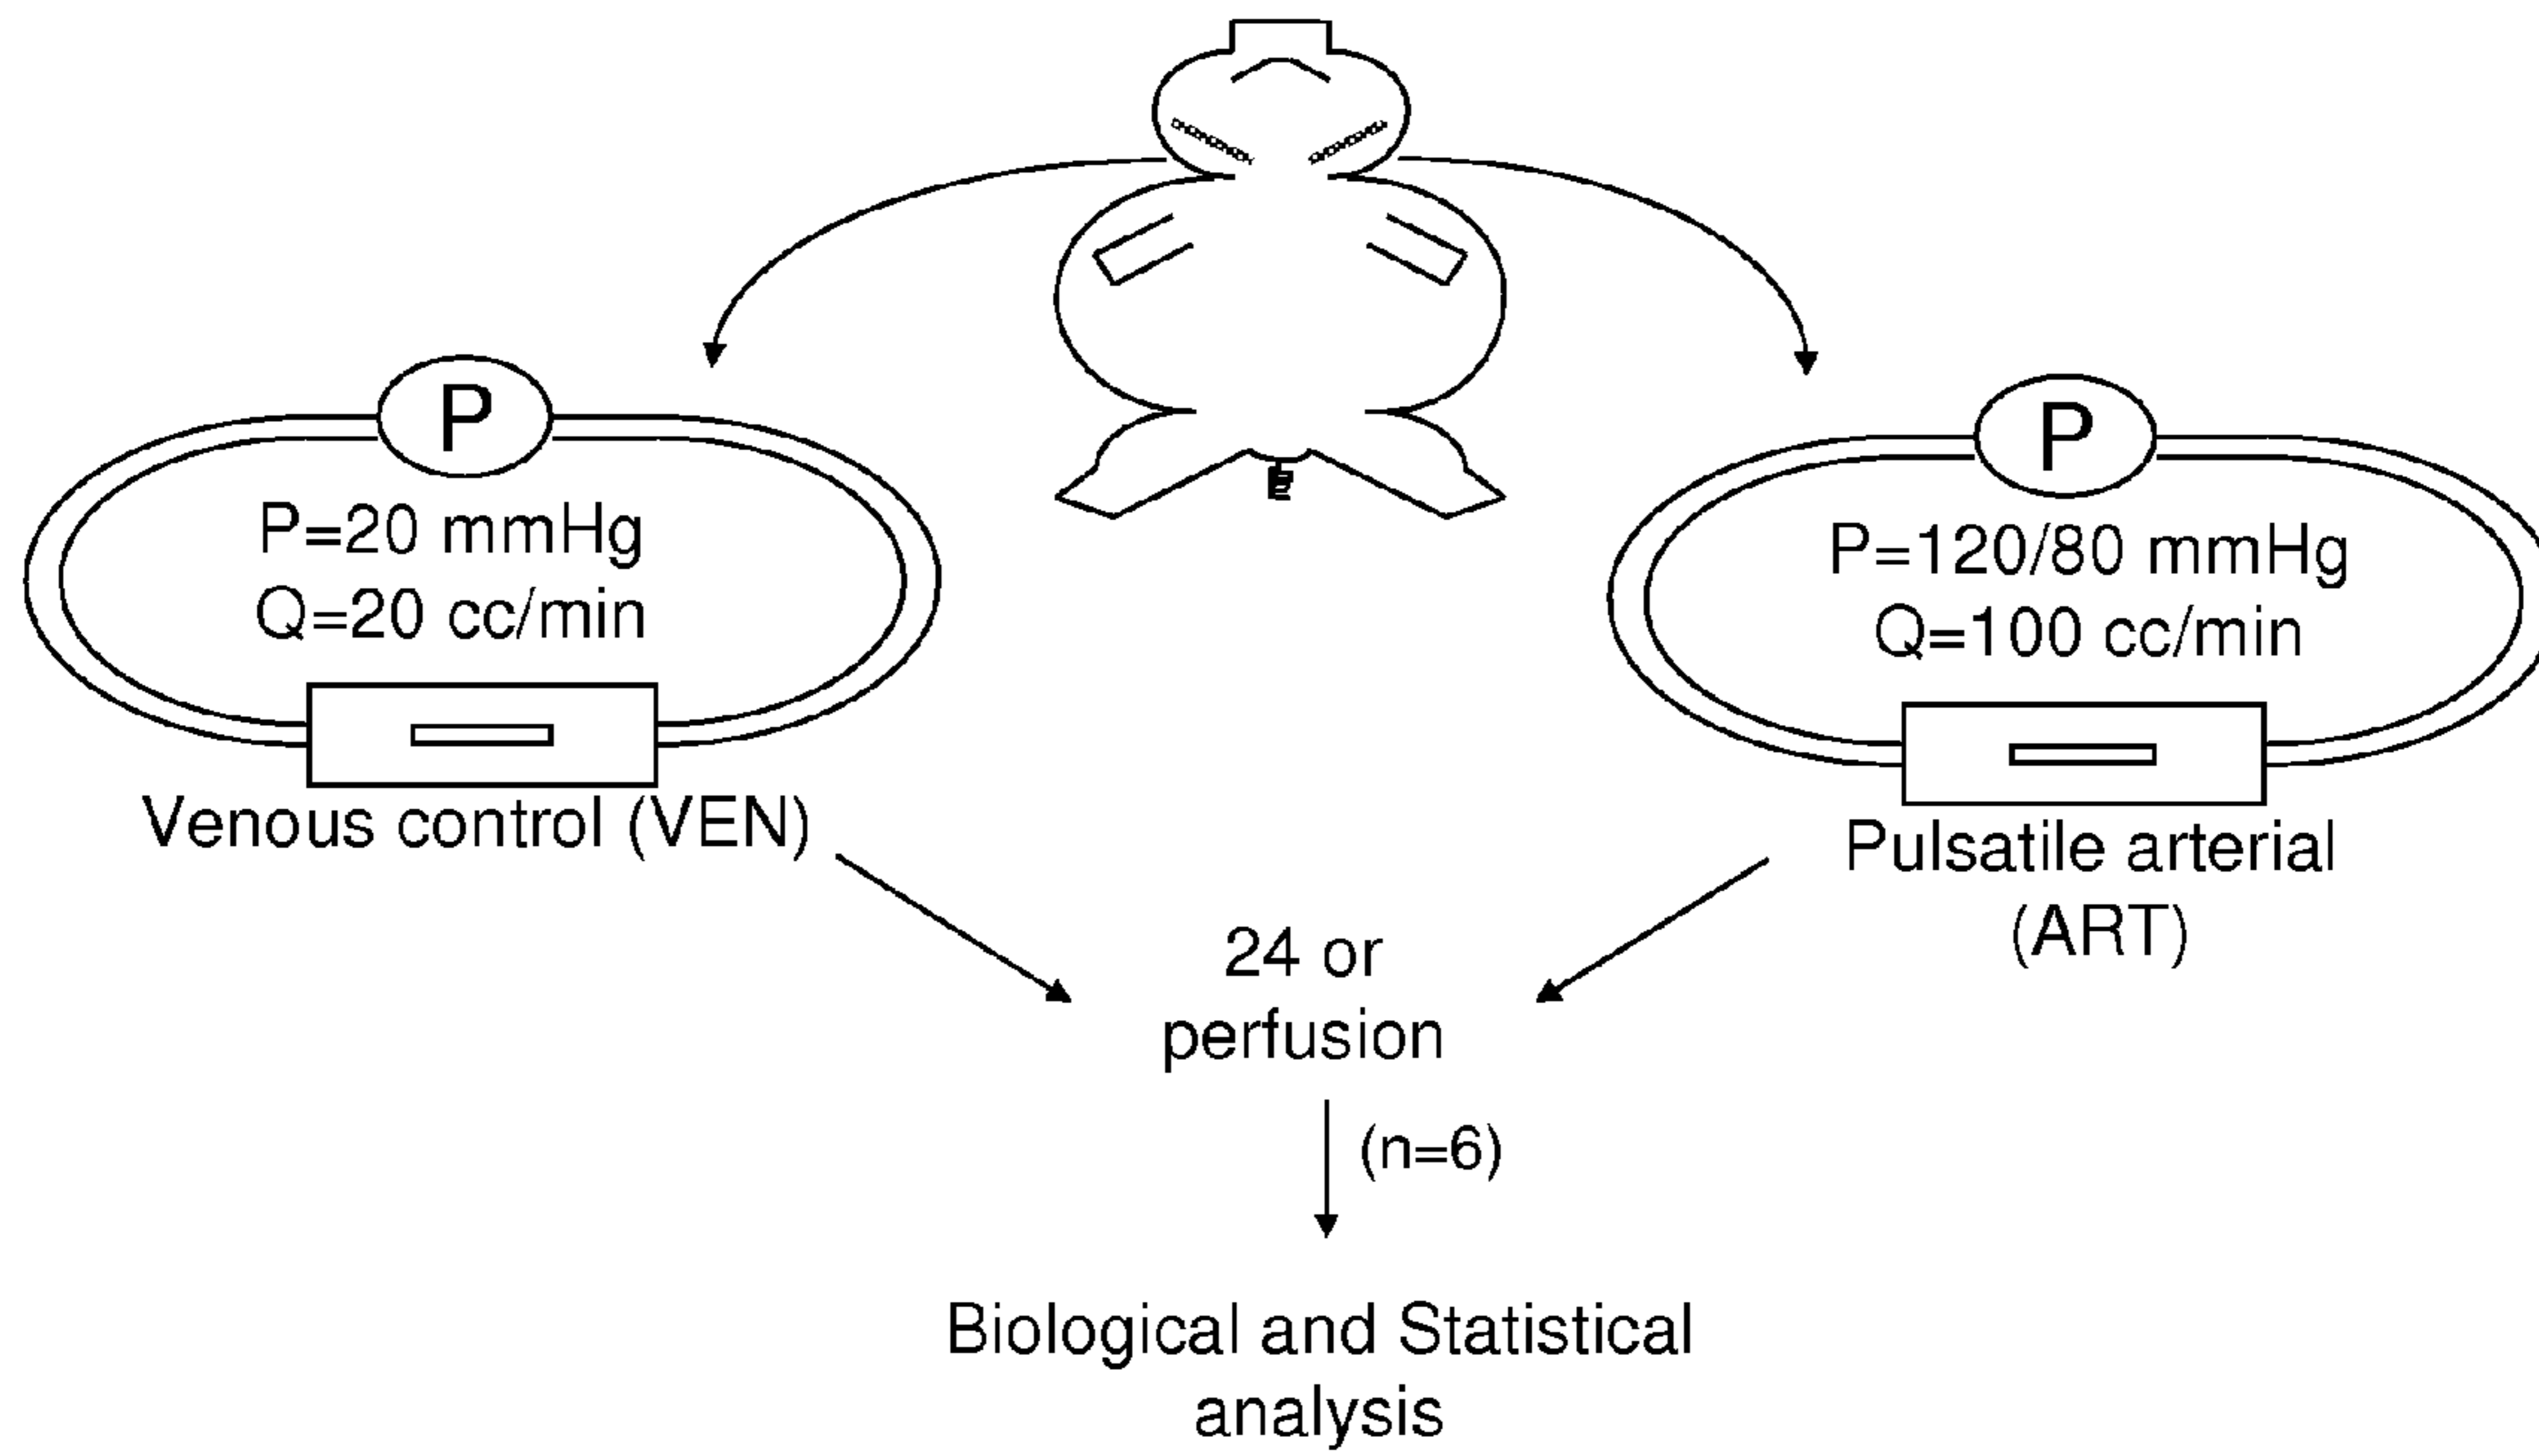 P
P=20 mmHg
Q=20 cc/min
Venous control (VEN)
P
P=120/80 mmHg
Q=100 cc/min
Pulsatile arterial
(ART)
24 or
perfusion
(n=6)
Biological and Statistical
analysis